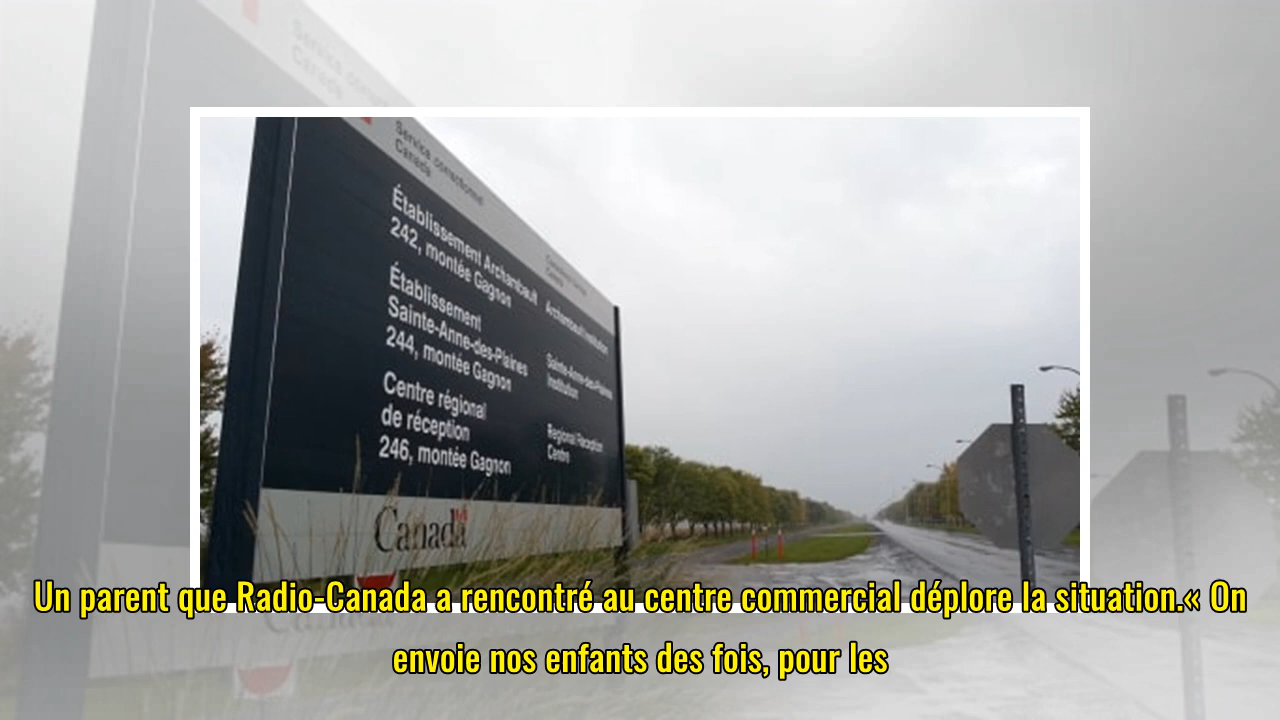 Service correctionnel
Canada
Établissement Archambault
242, montée Gagnon
Archambault Institution
Établissement
Sainte-Anne-des-Plaines
244, montée Gagnon
Sainte-Anne-des-Plaines
Institution
Centre régional
de réception
246, montée Gagnon
Regional Reception
Centre
Canada
Un parent que Radio-Canada a rencontré au centre commercial déplore la situation.« On
envoie nos enfants des fois, pour les